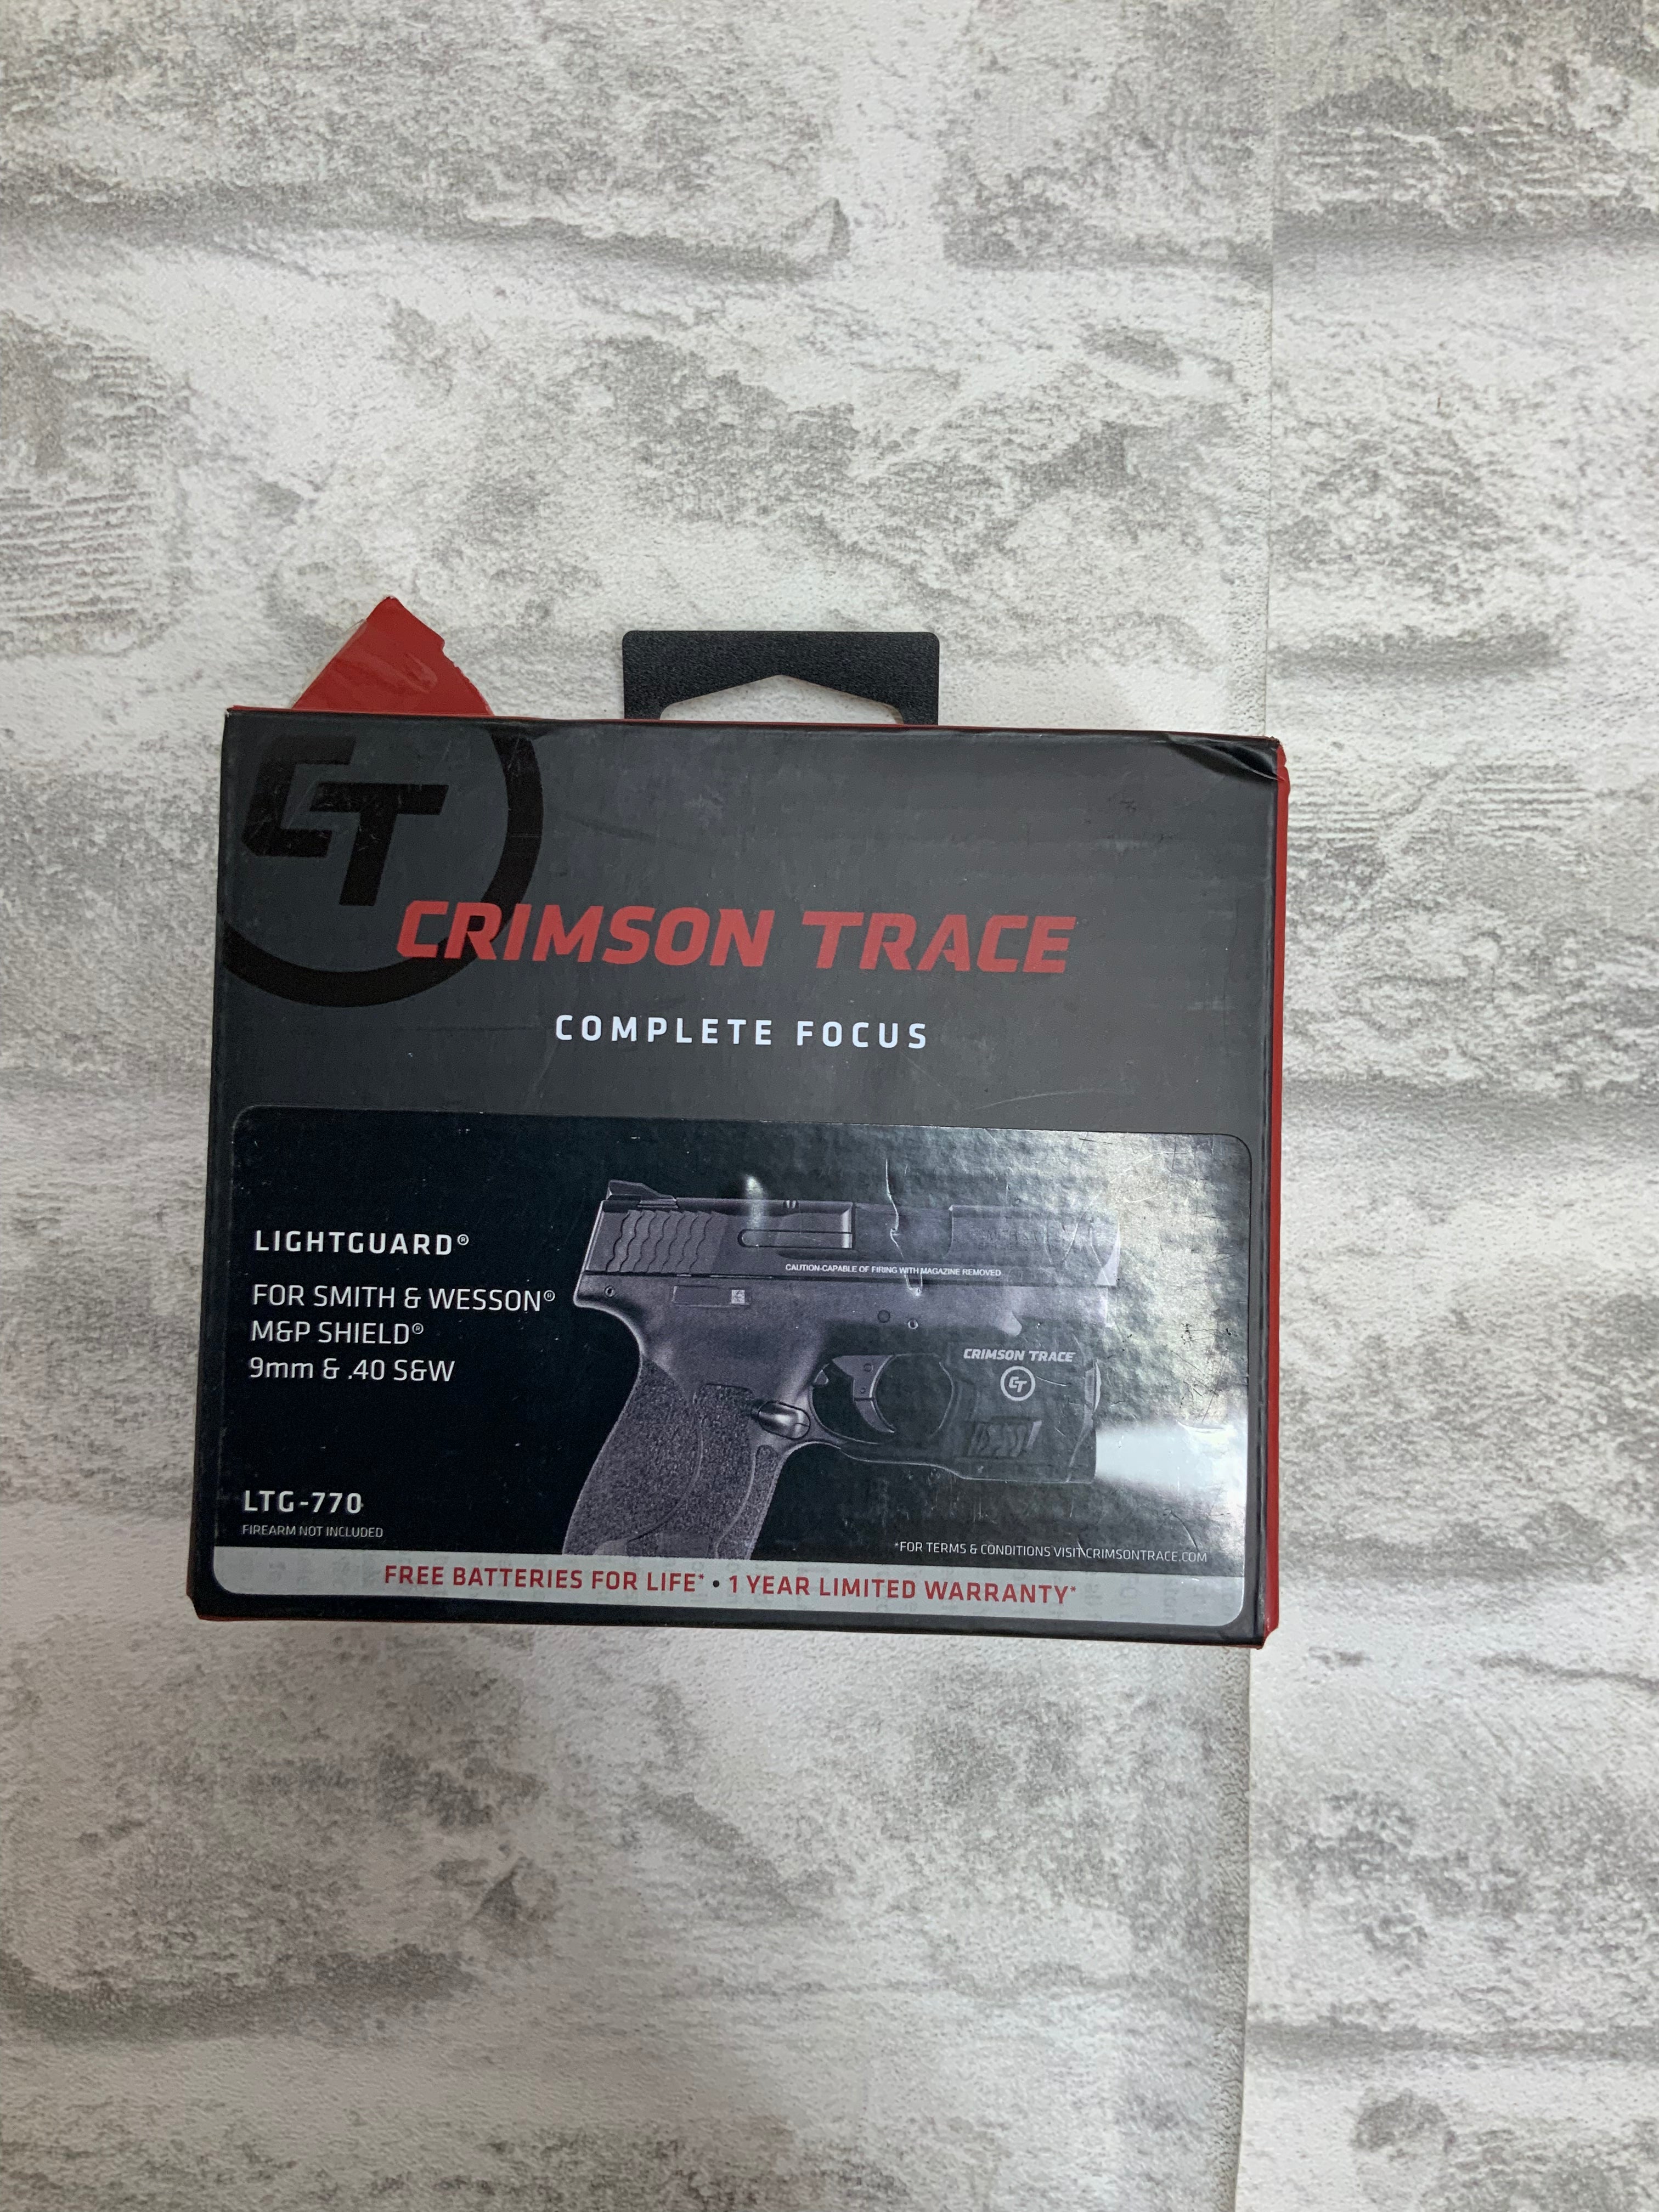 CT
CRIMSON TRACE
COMPLETE FOCUS
LIGHTGUARD®
FOR SMITH & WESSON®
M&P SHIELD®
9mm & .40 S&W
CAUTION-CAPABLE OF FIRING WITH MAGAZINE REMOVED
CRIMSON TRACE
CT
LTG-770
FIREARM NOT INCLUDED
*FOR TERMS & CONDITIONS VISIT CRIMSONTRACE.COM
FREE BATTERIES FOR LIFE* • 1 YEAR LIMITED WARRANTY*